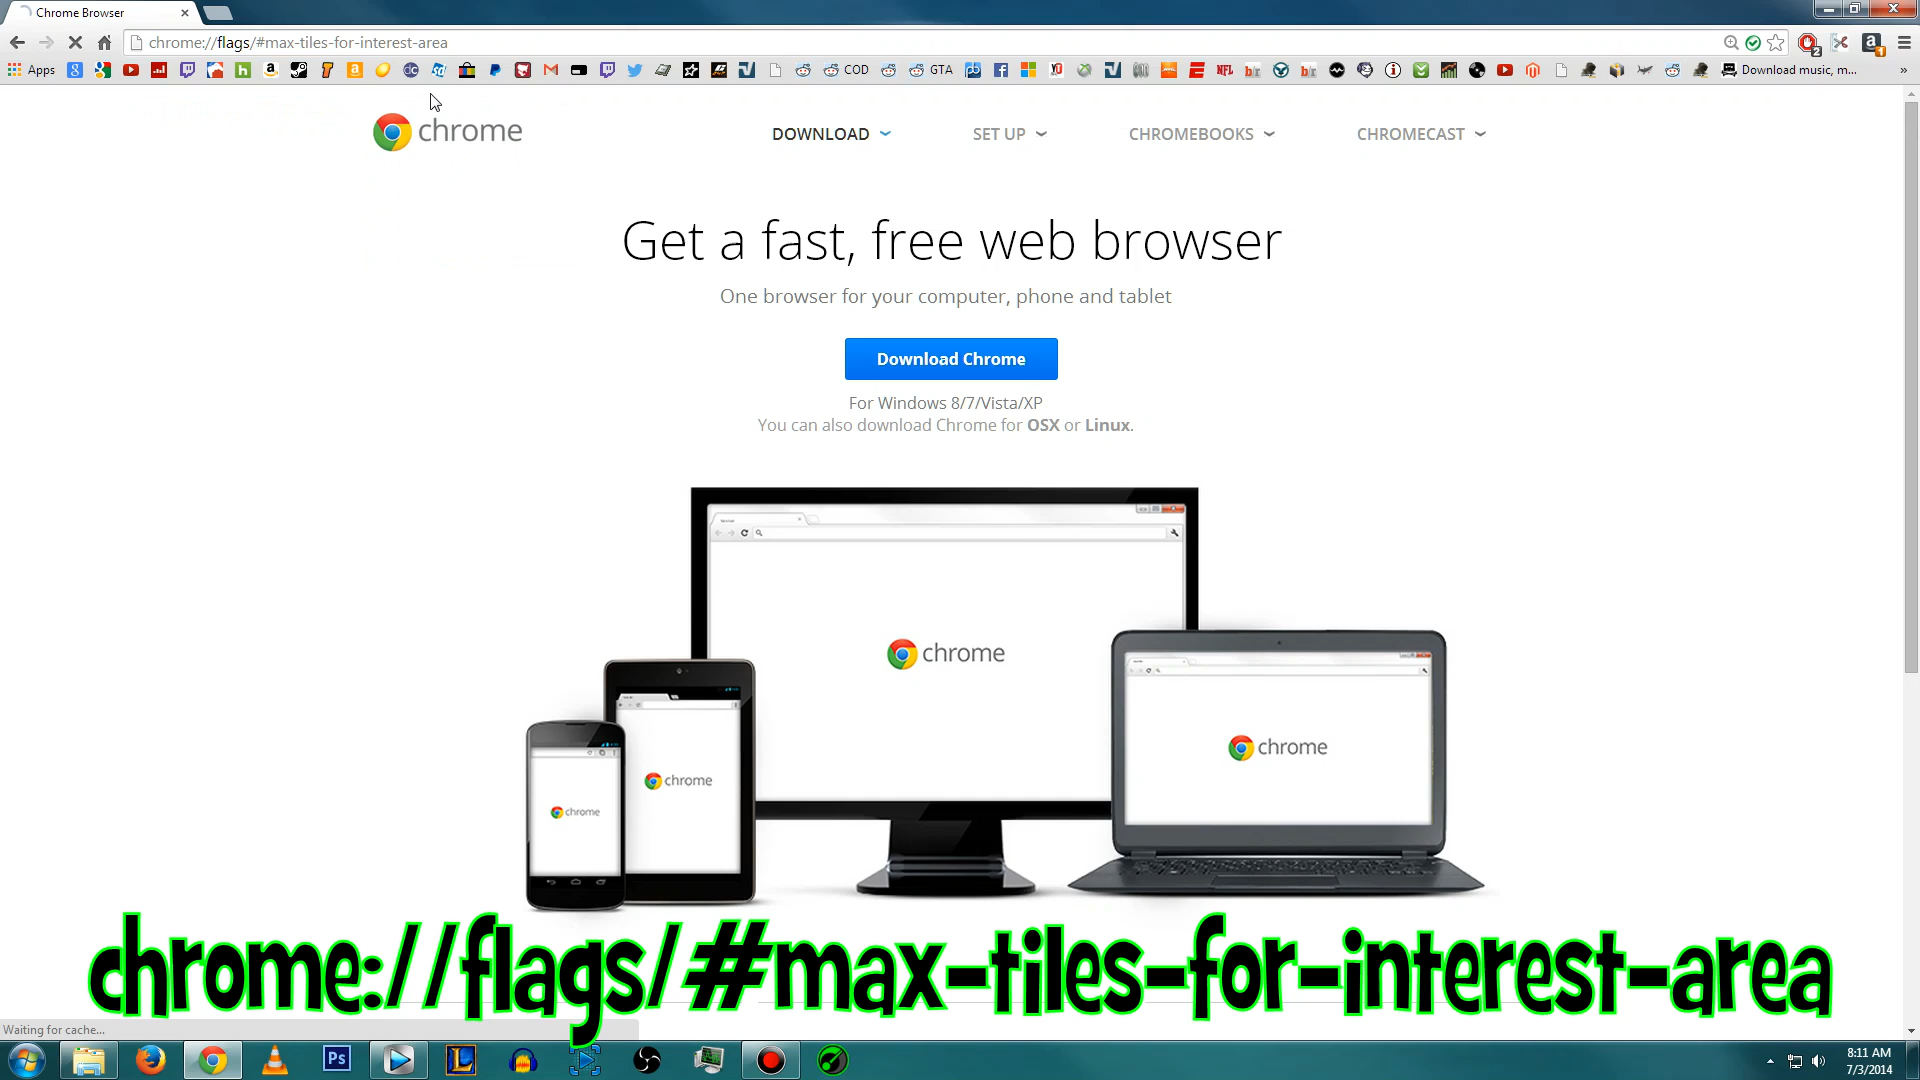 Chrome Browser
chrome://flags/#max-tiles-for-interest-area
Apps
COD
GTA
NFL
Download music, m...
chrome
DOWNLOAD
SET UP
CHROMEBOOKS
CHROMECAST
Get a fast, free web browser
One browser for your computer, phone and tablet
Download Chrome
For Windows 8/7/Vista/XP
You can also download Chrome for OSX or Linux.
chrome
chrome
chrome
chrome
chrome://flags/#max-tiles-for-interest-area
Waiting for cache...
Ps
L
8:11 AM
7/3/2014